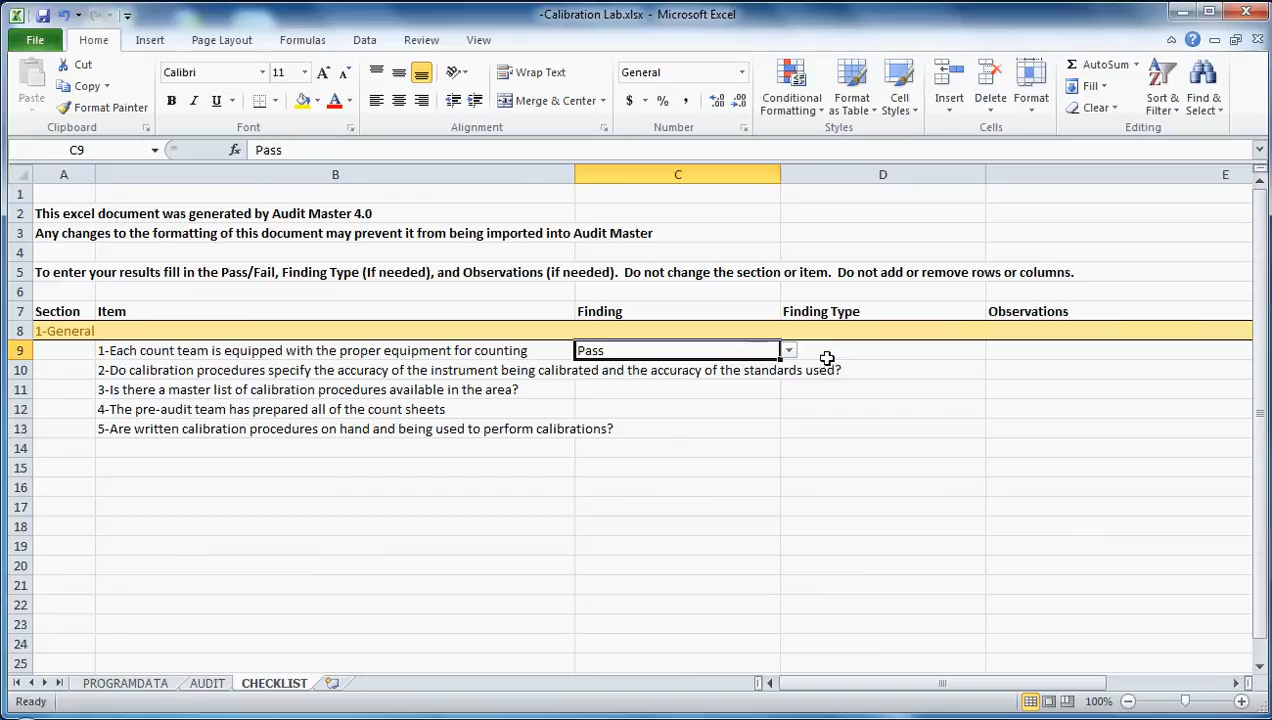 -Calibration Lab.xlsx - Microsoft Excel
File Home Insert Page Layout Formulas Data Review View
Paste
Cut
Copy
Format Painter
Clipboard
Calibri 11
B I U
Font
Wrap Text
Merge & Center
Alignment
General
$ % ,
Number
Conditional Formatting
Format as Table
Cell Styles
Styles
Insert Delete Format
Cells
AutoSum
Fill
Clear
Sort & Filter
Find & Select
Editing
C9 fx Pass
A B C D E
1
2 This excel document was generated by Audit Master 4.0
3 Any changes to the formatting of this document may prevent it from being imported into Audit Master
4
5 To enter your results fill in the Pass/Fail, Finding Type (If needed), and Observations (if needed). Do not change the section or item. Do not add or remove rows or columns.
6
7 Section Item Finding Finding Type Observations
8 1-General
9 1-Each count team is equipped with the proper equipment for counting Pass
10 2-Do calibration procedures specify the accuracy of the instrument being calibrated and the accuracy of the standards used?
11 3-Is there a master list of calibration procedures available in the area?
12 4-The pre-audit team has prepared all of the count sheets
13 5-Are written calibration procedures on hand and being used to perform calibrations?
14
15
16
17
18
19
20
21
22
23
24
25
PROGRAMDATA AUDIT CHECKLIST
Ready 100%